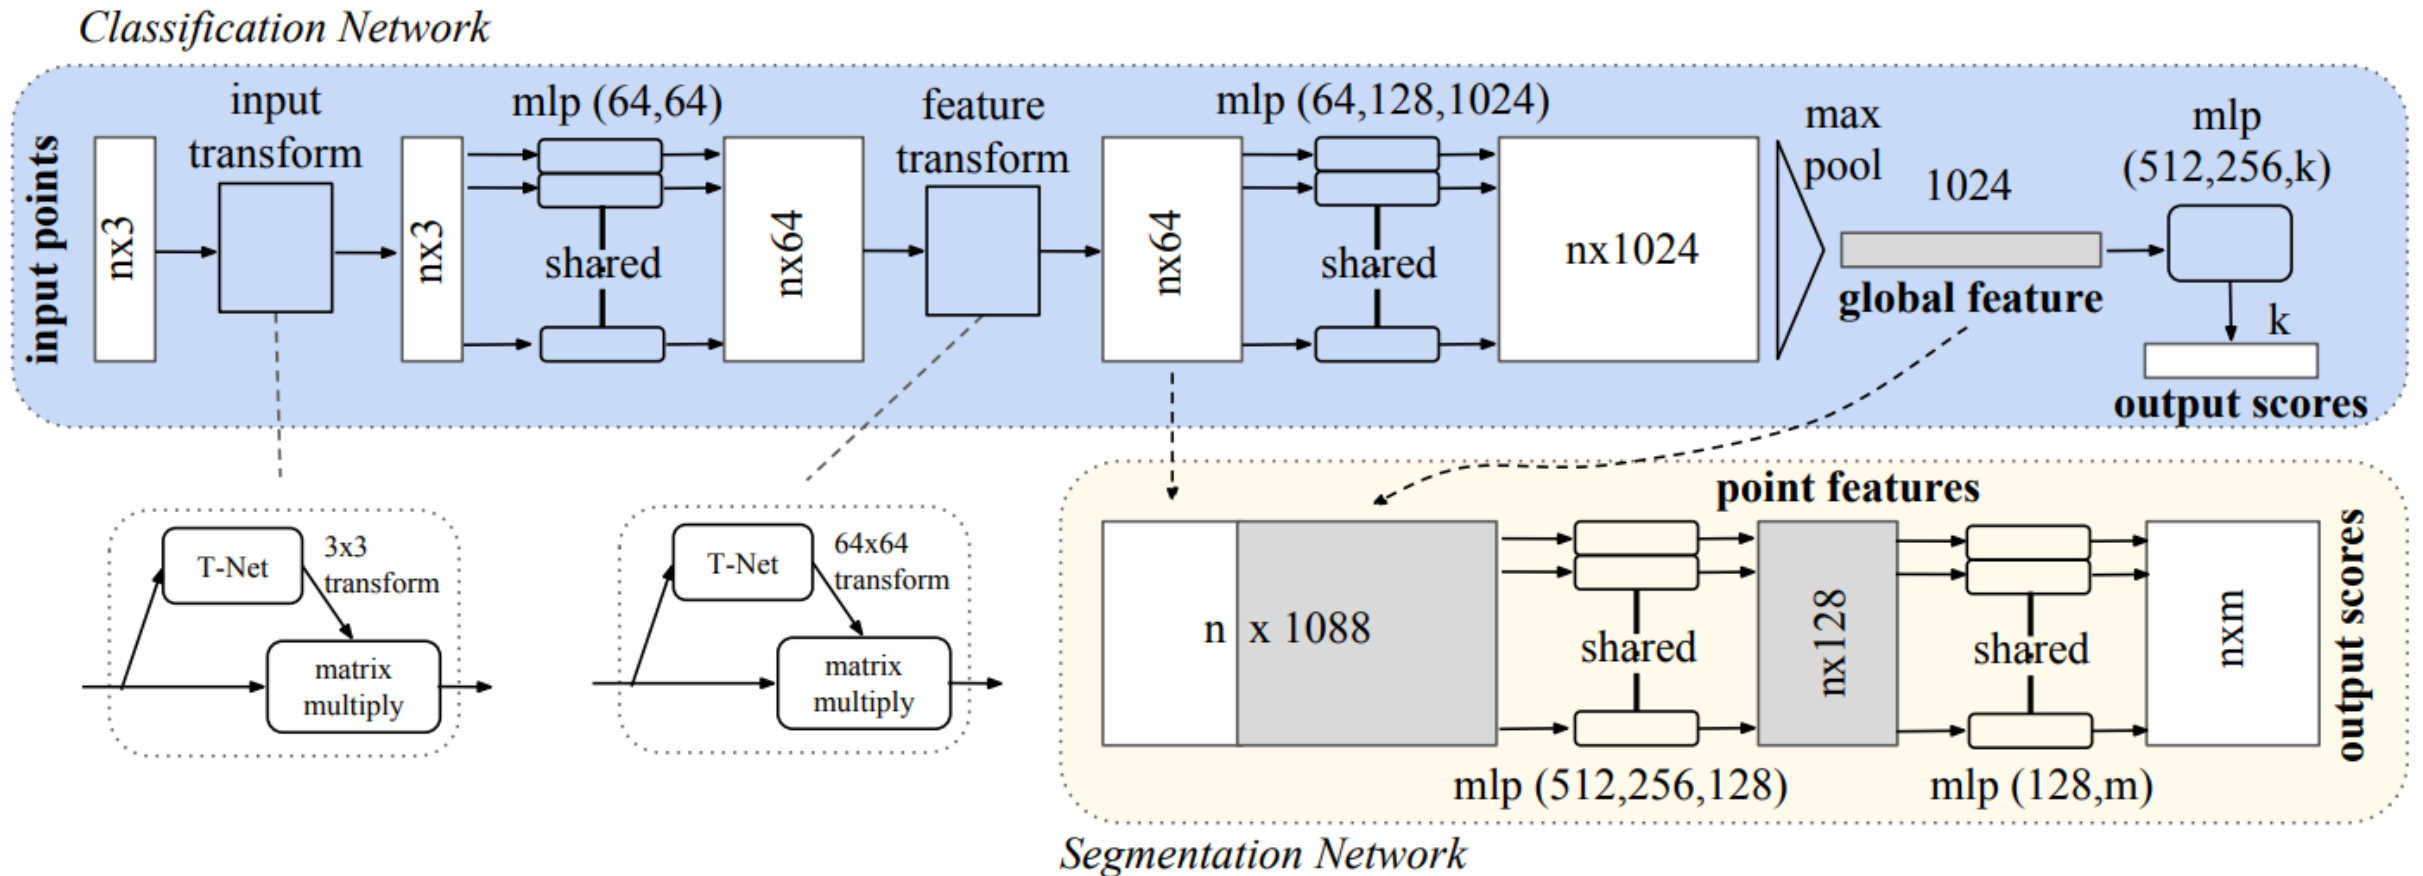 Classification Network
input points
nx3
input
transform
nx3
mlp (64,64)
shared
nx64
feature
transform
nx64
mlp (64,128,1024)
shared
nx1024
max
pool
1024
global feature
mlp
(512,256,k)
k
output scores
T-Net
3x3
transform
matrix
multiply
T-Net
64x64
transform
matrix
multiply
point features
n x 1088
shared
mlp (512,256,128)
nx128
shared
mlp (128,m)
nxm
output scores
Segmentation Network